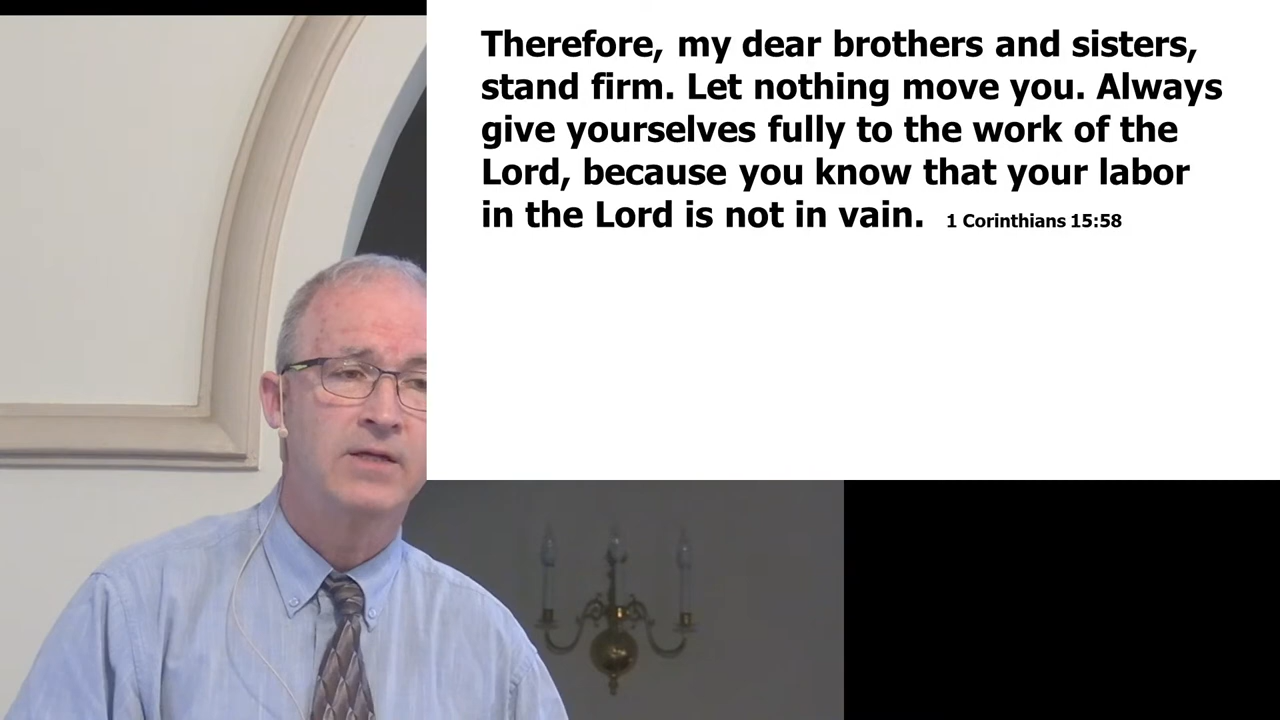 Therefore, my dear brothers and sisters,
stand firm. Let nothing move you. Always
give yourselves fully to the work of the
Lord, because you know that your labor
in the Lord is not in vain. 1 Corinthians 15:58